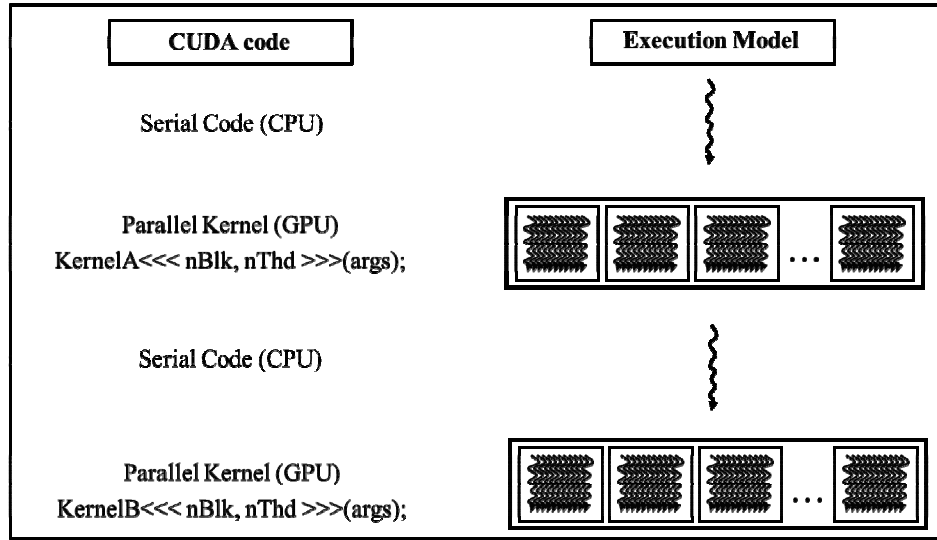 CUDA code
Execution Model
Serial Code (CPU)
Parallel Kernel (GPU)
KernelA<<< nBlk, nThd >>>(args);
...
Serial Code (CPU)
Parallel Kernel (GPU)
KernelB<<< nBlk, nThd >>>(args);
...